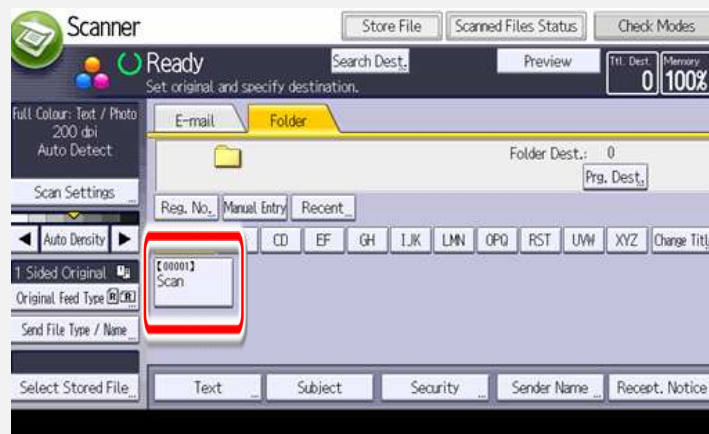 Scanner
Store File
Scanned Files Status
Check Modes
Ready
Search Dest.
Preview
Ttl. Dest.
0
Memory
100%
Set original and specify destination.
Full Colour: Text / Photo
200 dpi
Auto Detect
Scan Settings
Auto Density
1 Sided Original
Original Feed Type
R
R
Send File Type / Name
Select Stored File
E-mail
Folder
Folder Dest.: 0
Prg. Dest.
Reg. No.
Manual Entry
Recent
CD
EF
GH
IJK
LMN
OPQ
RST
UVW
XYZ
Change Titl
【00001】
Scan
Text
Subject
Security
Sender Name
Recept. Notice